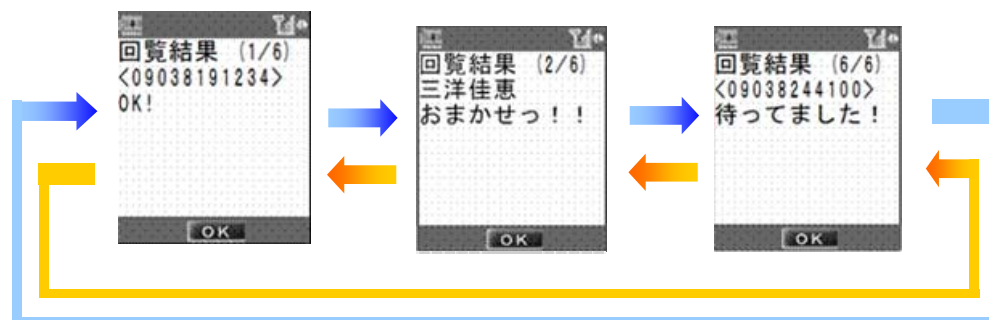 回覧結果 (1/6)
<09038191234>
OK!
OK
回覧結果 (2/6)
三洋佳恵
おまかせっ！！
OK
回覧結果 (6/6)
<09038244100>
待ってました！
OK